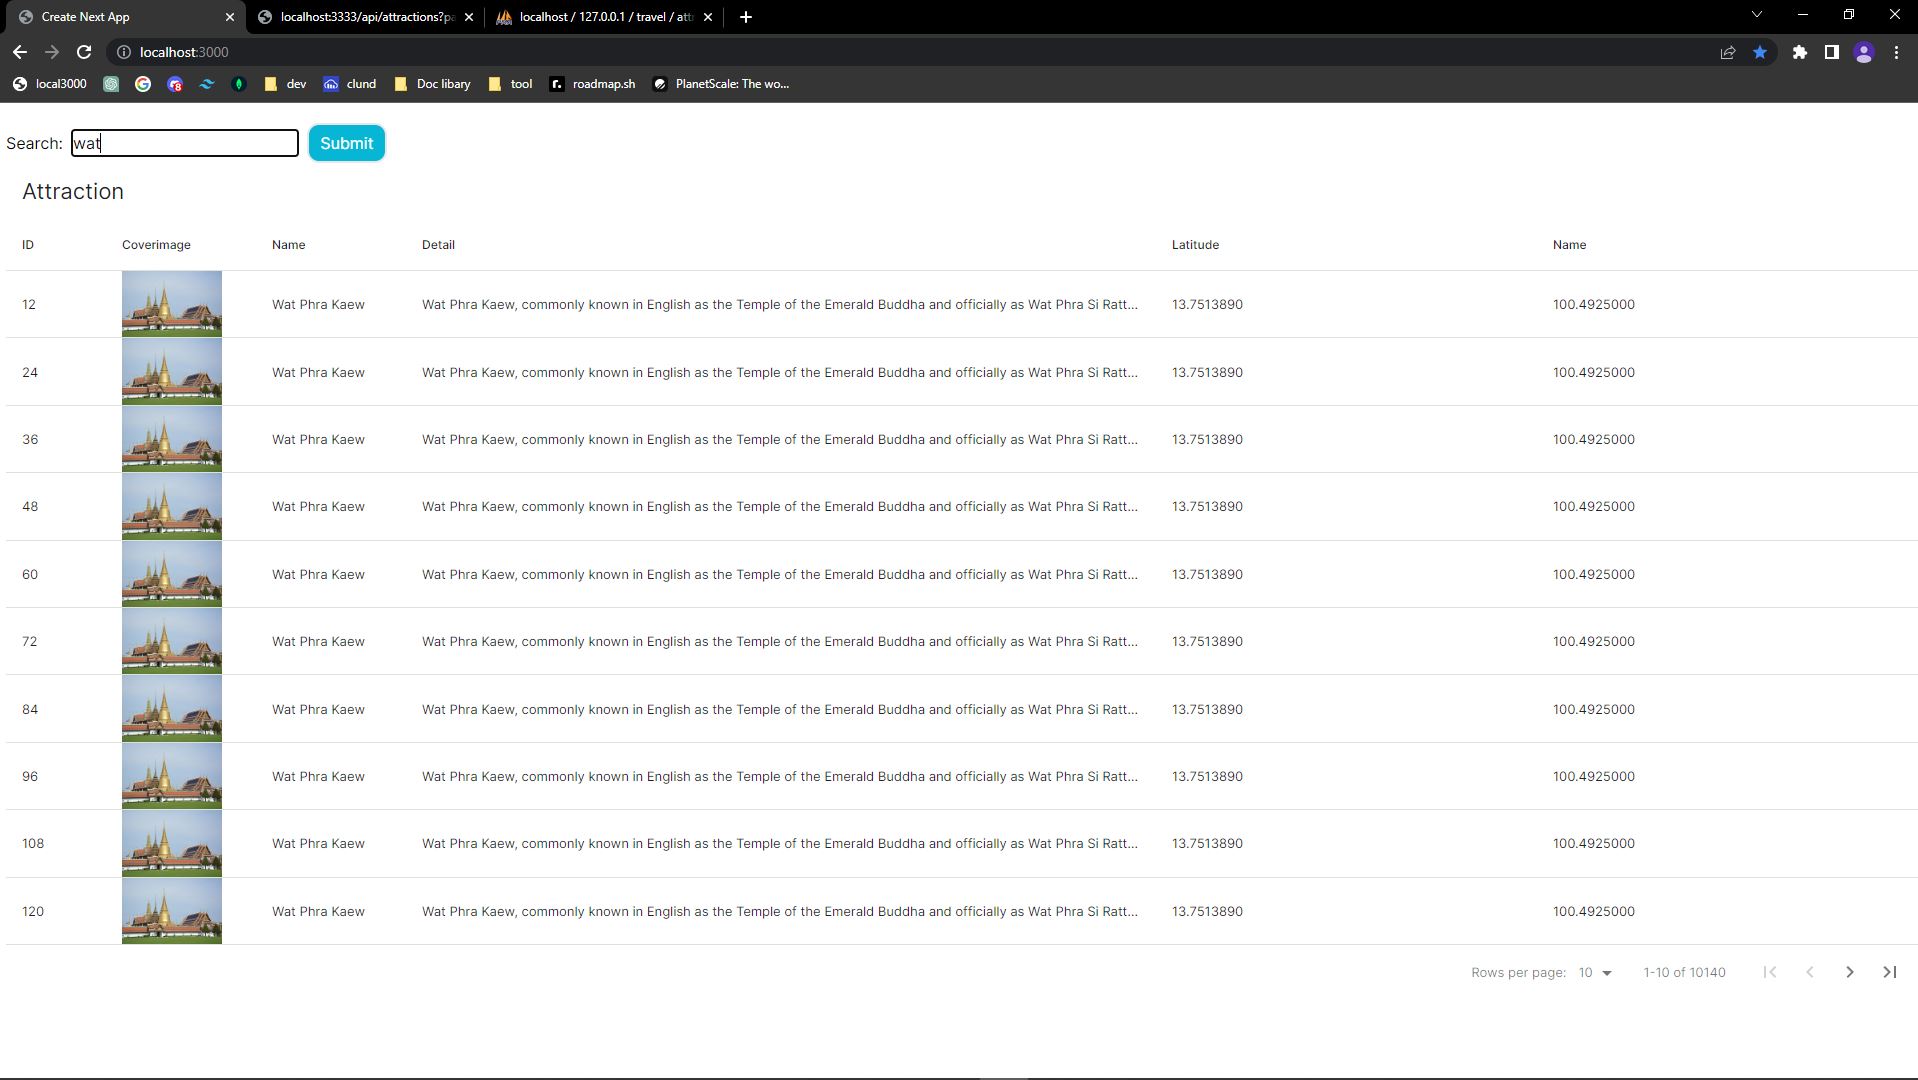 Create Next App
localhost:3333/api/attractions?pa
localhost / 127.0.0.1 / travel / att
localhost:3000
local3000
dev
clund
Doc libary
tool
roadmap.sh
PlanetScale: The wo...
Search: wat Submit
Attraction
ID Coverimage Name Detail Latitude Name
12 Wat Phra Kaew Wat Phra Kaew, commonly known in English as the Temple of the Emerald Buddha and officially as Wat Phra Si Ratt... 13.7513890 100.4925000
24 Wat Phra Kaew Wat Phra Kaew, commonly known in English as the Temple of the Emerald Buddha and officially as Wat Phra Si Ratt... 13.7513890 100.4925000
36 Wat Phra Kaew Wat Phra Kaew, commonly known in English as the Temple of the Emerald Buddha and officially as Wat Phra Si Ratt... 13.7513890 100.4925000
48 Wat Phra Kaew Wat Phra Kaew, commonly known in English as the Temple of the Emerald Buddha and officially as Wat Phra Si Ratt... 13.7513890 100.4925000
60 Wat Phra Kaew Wat Phra Kaew, commonly known in English as the Temple of the Emerald Buddha and officially as Wat Phra Si Ratt... 13.7513890 100.4925000
72 Wat Phra Kaew Wat Phra Kaew, commonly known in English as the Temple of the Emerald Buddha and officially as Wat Phra Si Ratt... 13.7513890 100.4925000
84 Wat Phra Kaew Wat Phra Kaew, commonly known in English as the Temple of the Emerald Buddha and officially as Wat Phra Si Ratt... 13.7513890 100.4925000
96 Wat Phra Kaew Wat Phra Kaew, commonly known in English as the Temple of the Emerald Buddha and officially as Wat Phra Si Ratt... 13.7513890 100.4925000
108 Wat Phra Kaew Wat Phra Kaew, commonly known in English as the Temple of the Emerald Buddha and officially as Wat Phra Si Ratt... 13.7513890 100.4925000
120 Wat Phra Kaew Wat Phra Kaew, commonly known in English as the Temple of the Emerald Buddha and officially as Wat Phra Si Ratt... 13.7513890 100.4925000
Rows per page: 10 1-10 of 10140